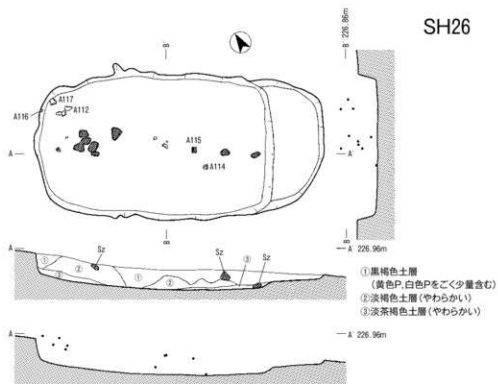 SH26
B
B' 226.86m
A117
A116
A112
A115
A114
A
A'
B
B'
A
A' 226.96m
Sz
Sz
Sz
①
②
③
①
②
③
①黒褐色土層
(黄色P,白色Pをごく少量含む)
②淡褐色土層(やわらかい)
③淡茶褐色土層(やわらかい)
A
A' 226.96m